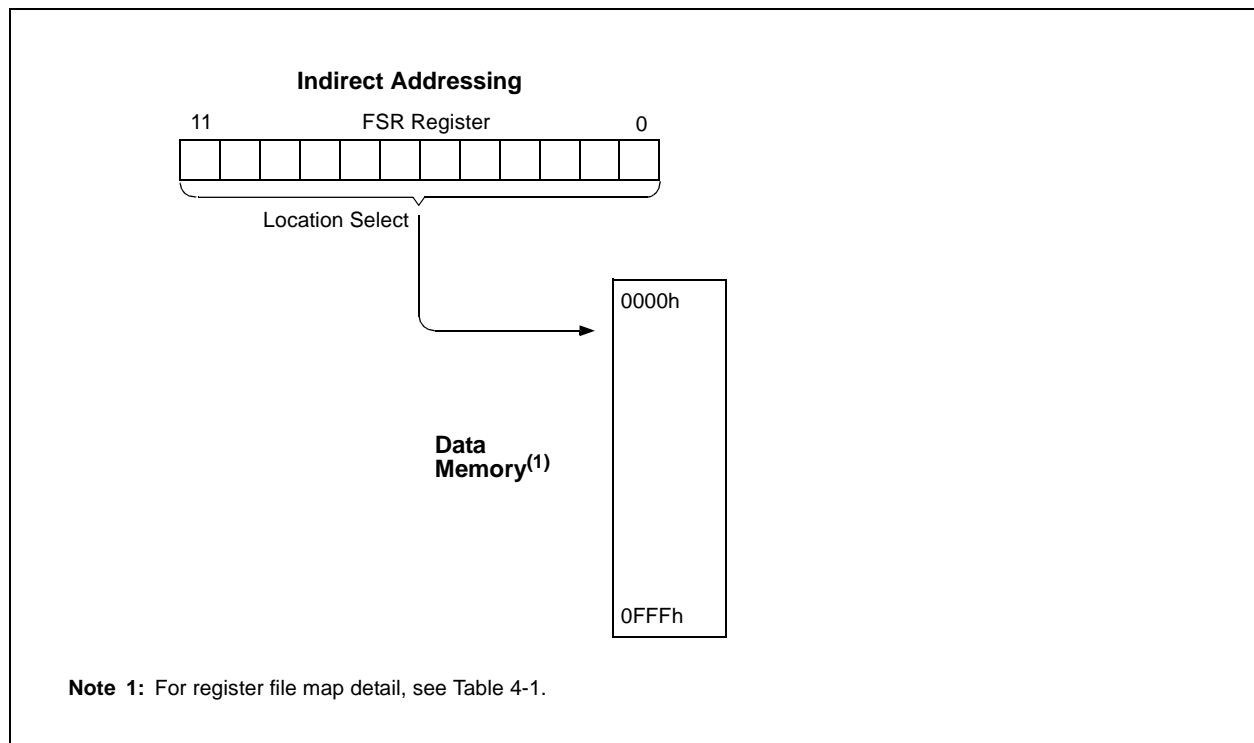 Indirect Addressing
11 FSR Register 0
Location Select
0000h
Data
Memory(1)
0FFFh
Note 1: For register file map detail, see Table 4-1.